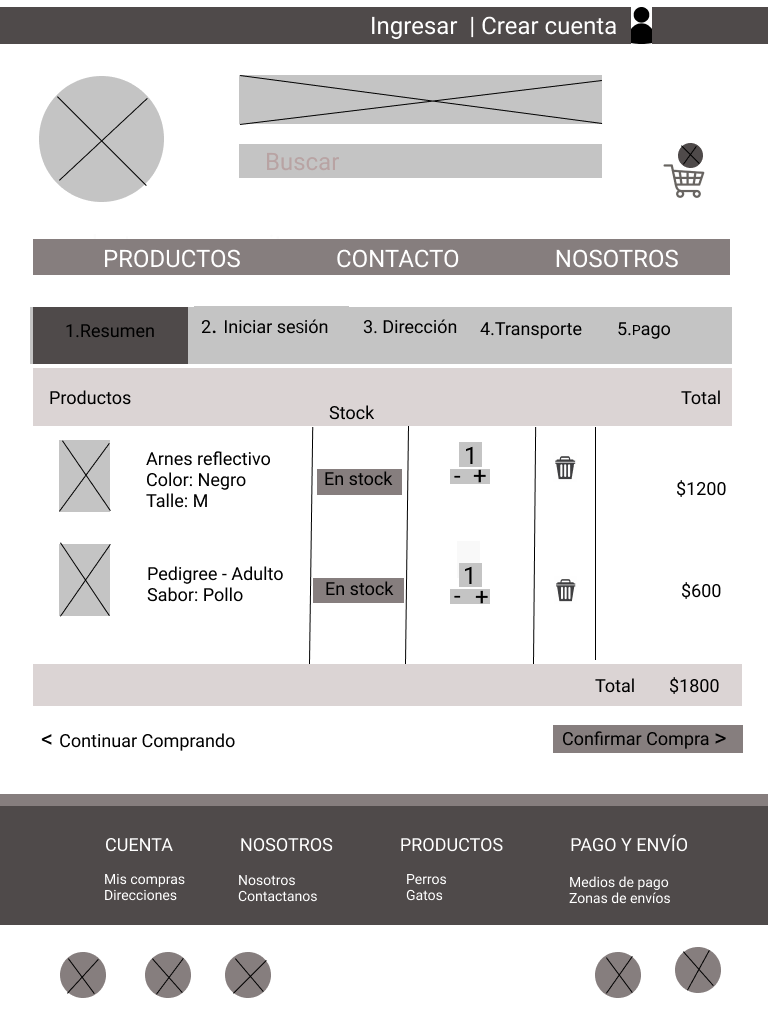 Ingresar | Crear cuenta
Buscar
PRODUCTOS CONTACTO NOSOTROS
1.Resumen 2. Iniciar sesión 3. Dirección 4.Transporte 5.Pago
Productos Stock Total
Arnes reflectivo
Color: Negro
Talle: M
En stock
1
- +
$1200
Pedigree - Adulto
Sabor: Pollo
En stock
1
- +
$600
Total $1800
< Continuar Comprando
Confirmar Compra >
CUENTA NOSOTROS PRODUCTOS PAGO Y ENVÍO
Mis compras Nosotros Perros Medios de pago
Direcciones Contactanos Gatos Zonas de envíos